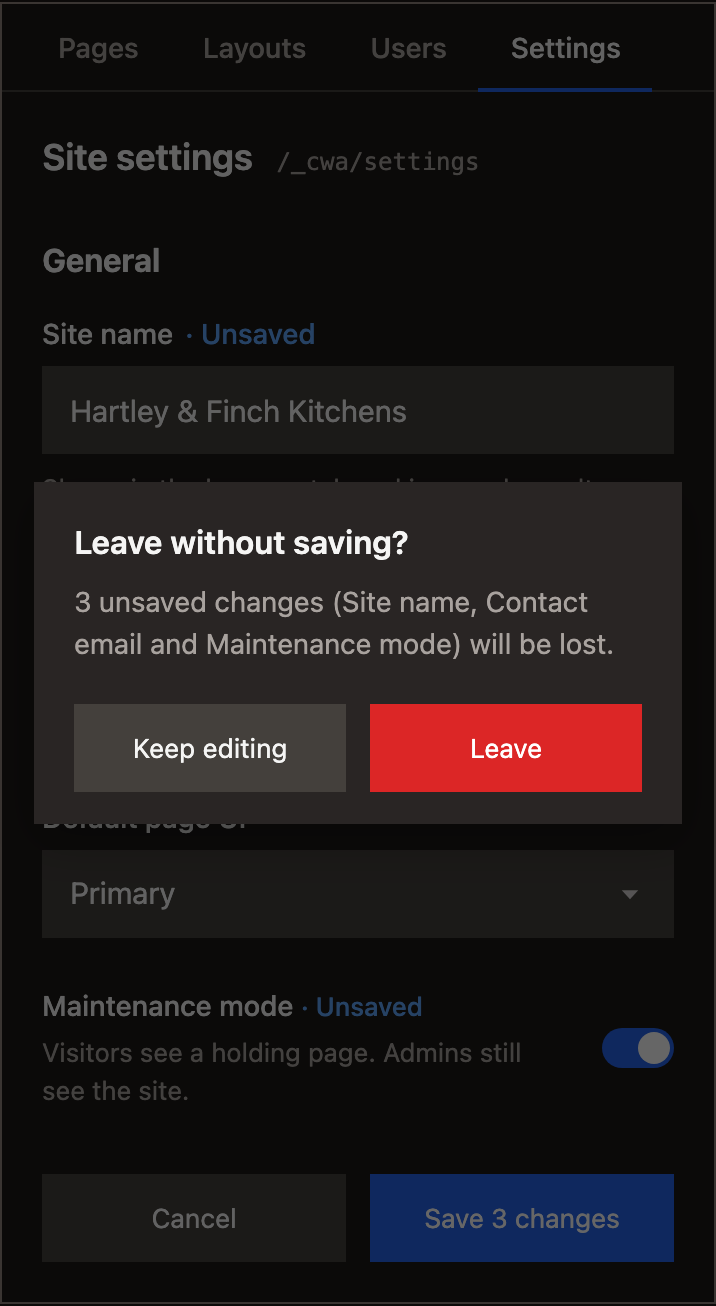 Pages Layouts Users Settings
Site settings /_cwa/settings
General
Site name · Unsaved
Hartley & Finch Kitchens
Leave without saving?
3 unsaved changes (Site name, Contact
email and Maintenance mode) will be lost.
Keep editing Leave
Default page
Primary
Maintenance mode · Unsaved
Visitors see a holding page. Admins still
see the site.
Cancel Save 3 changes